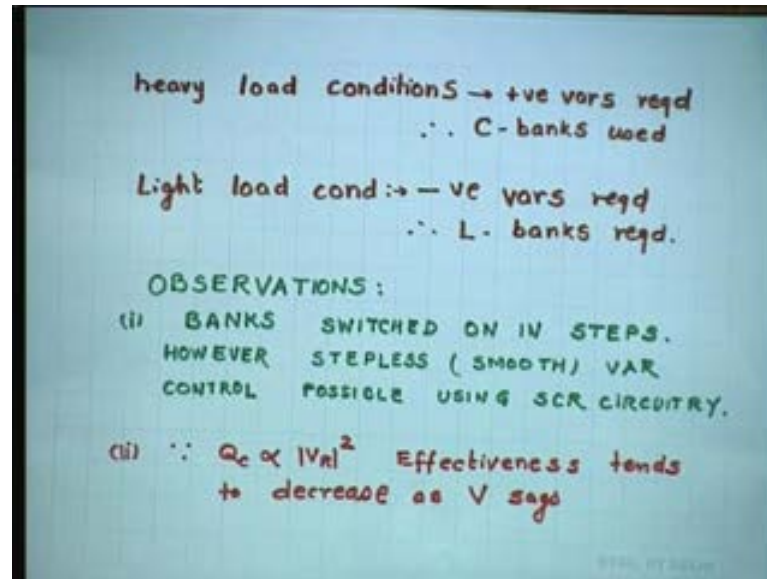 heavy load conditions → +ve vars reqd
∴ C-banks used
Light load cond :→ -ve vars reqd
∴ L-banks reqd.
OBSERVATIONS:
(i) BANKS SWITCHED ON IN STEPS.
HOWEVER STEPLESS (SMOOTH) VAR
CONTROL POSSIBLE USING SCR CIRCUITRY.
(ii) ∵ Qc ∝ |VR|² Effectiveness tends
to decrease as V sags